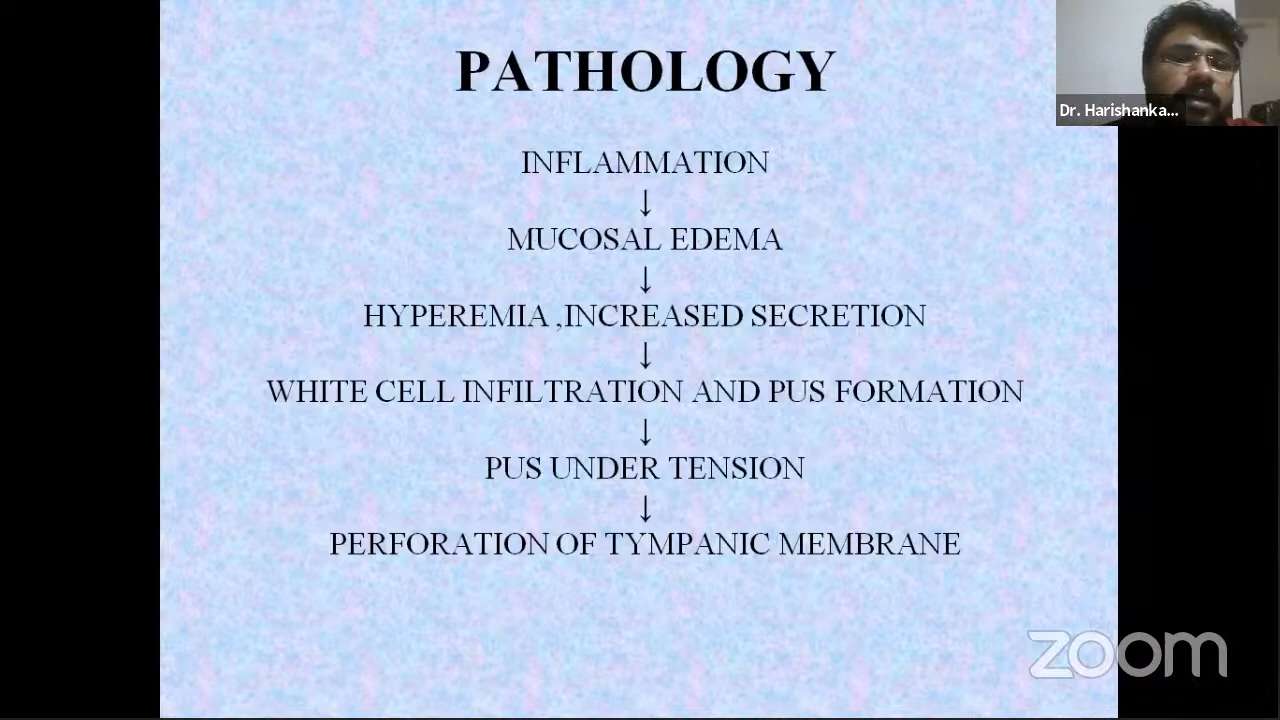 PATHOLOGY
Dr. Harishanka...
INFLAMMATION
↓
MUCOSAL EDEMA
↓
HYPEREMIA ,INCREASED SECRETION
↓
WHITE CELL INFILTRATION AND PUS FORMATION
↓
PUS UNDER TENSION
↓
PERFORATION OF TYMPANIC MEMBRANE
zoom